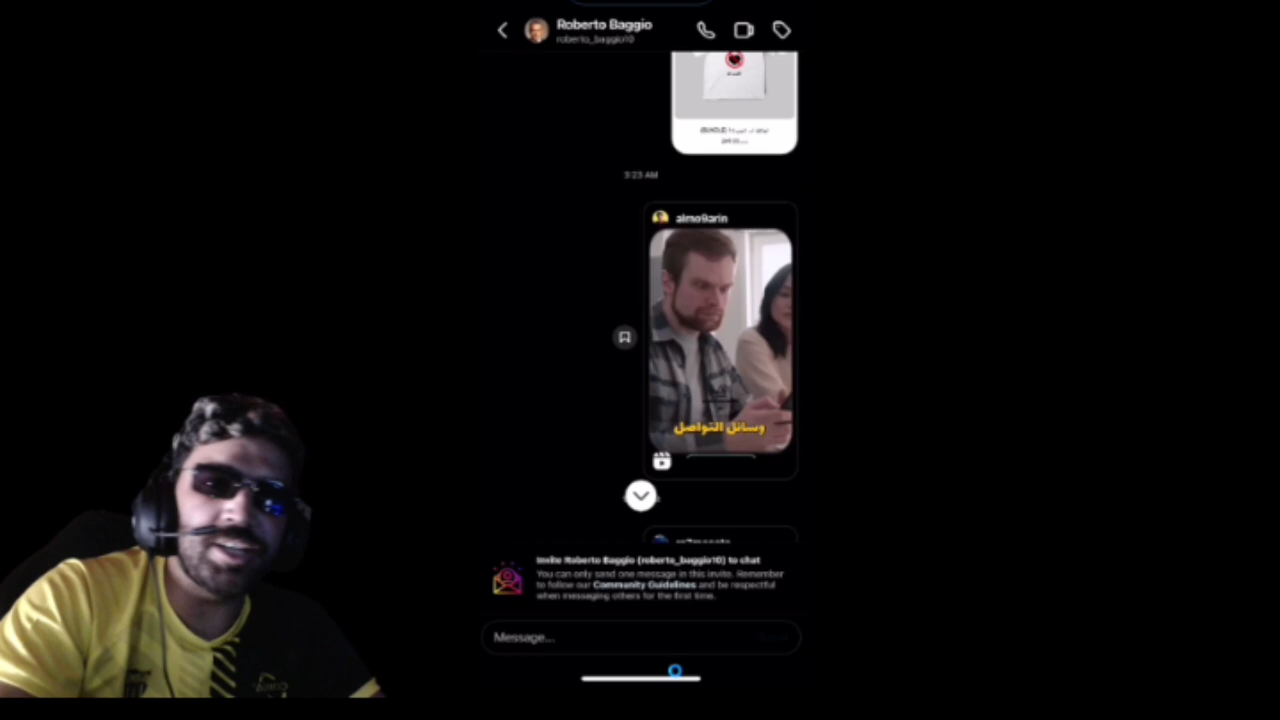 Roberto Baggio
roberto_baggio10
3:23 AM
almo9arin
وسائل التواصل
Invite Roberto Baggio (roberto_baggio10) to chat
You can only send one message in this invite. Remember
to follow our Community Guidelines and be respectful
when messaging others for the first time.
Message...